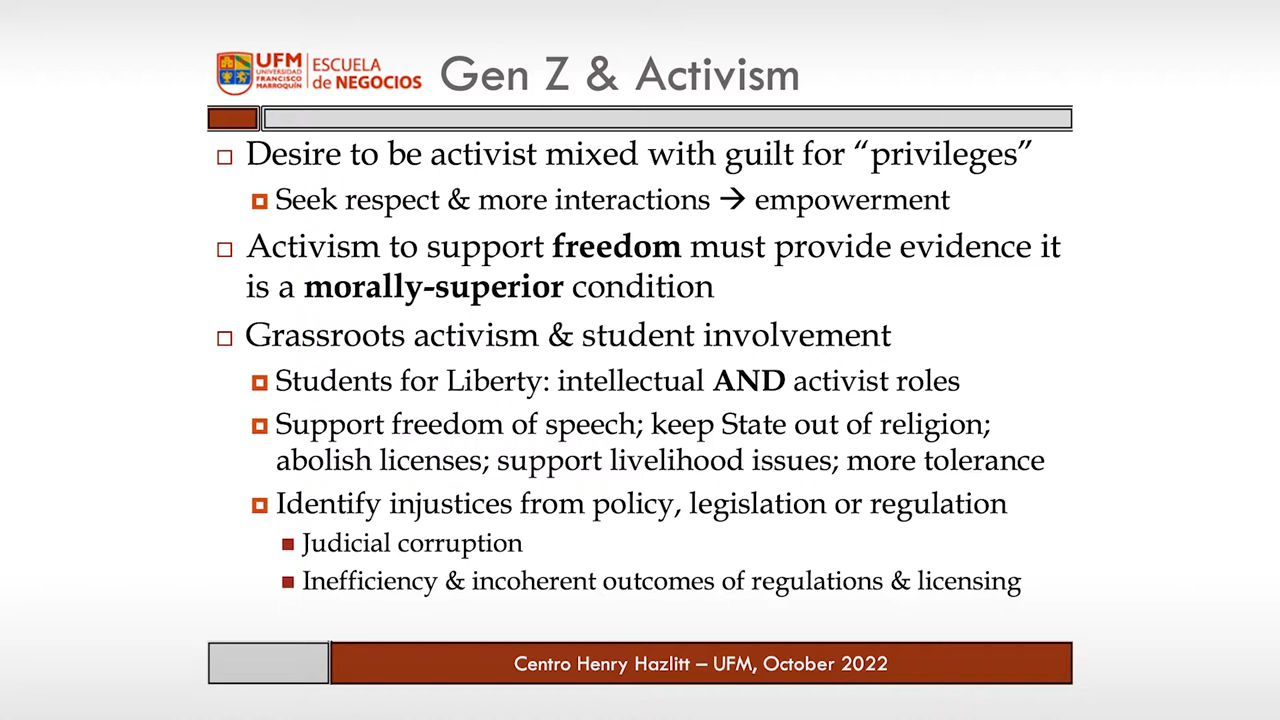 UFM
UNIVERSIDAD
FRANCISCO
MARROQUÍN
ESCUELA
de NEGOCIOS
Gen Z & Activism
Desire to be activist mixed with guilt for “privileges”
Seek respect & more interactions → empowerment
Activism to support freedom must provide evidence it
is a morally-superior condition
Grassroots activism & student involvement
Students for Liberty: intellectual AND activist roles
Support freedom of speech; keep State out of religion;
abolish licenses; support livelihood issues; more tolerance
Identify injustices from policy, legislation or regulation
Judicial corruption
Inefficiency & incoherent outcomes of regulations & licensing
Centro Henry Hazlitt – UFM, October 2022